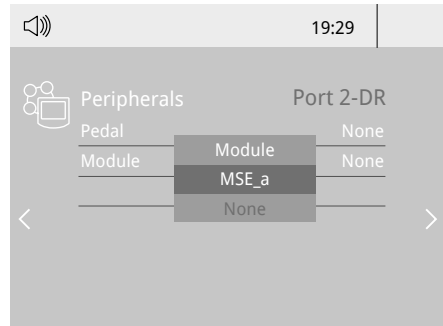 19:29
Peripherals Port 2-DR
Pedal None
Module None
Module
MSE_a
None